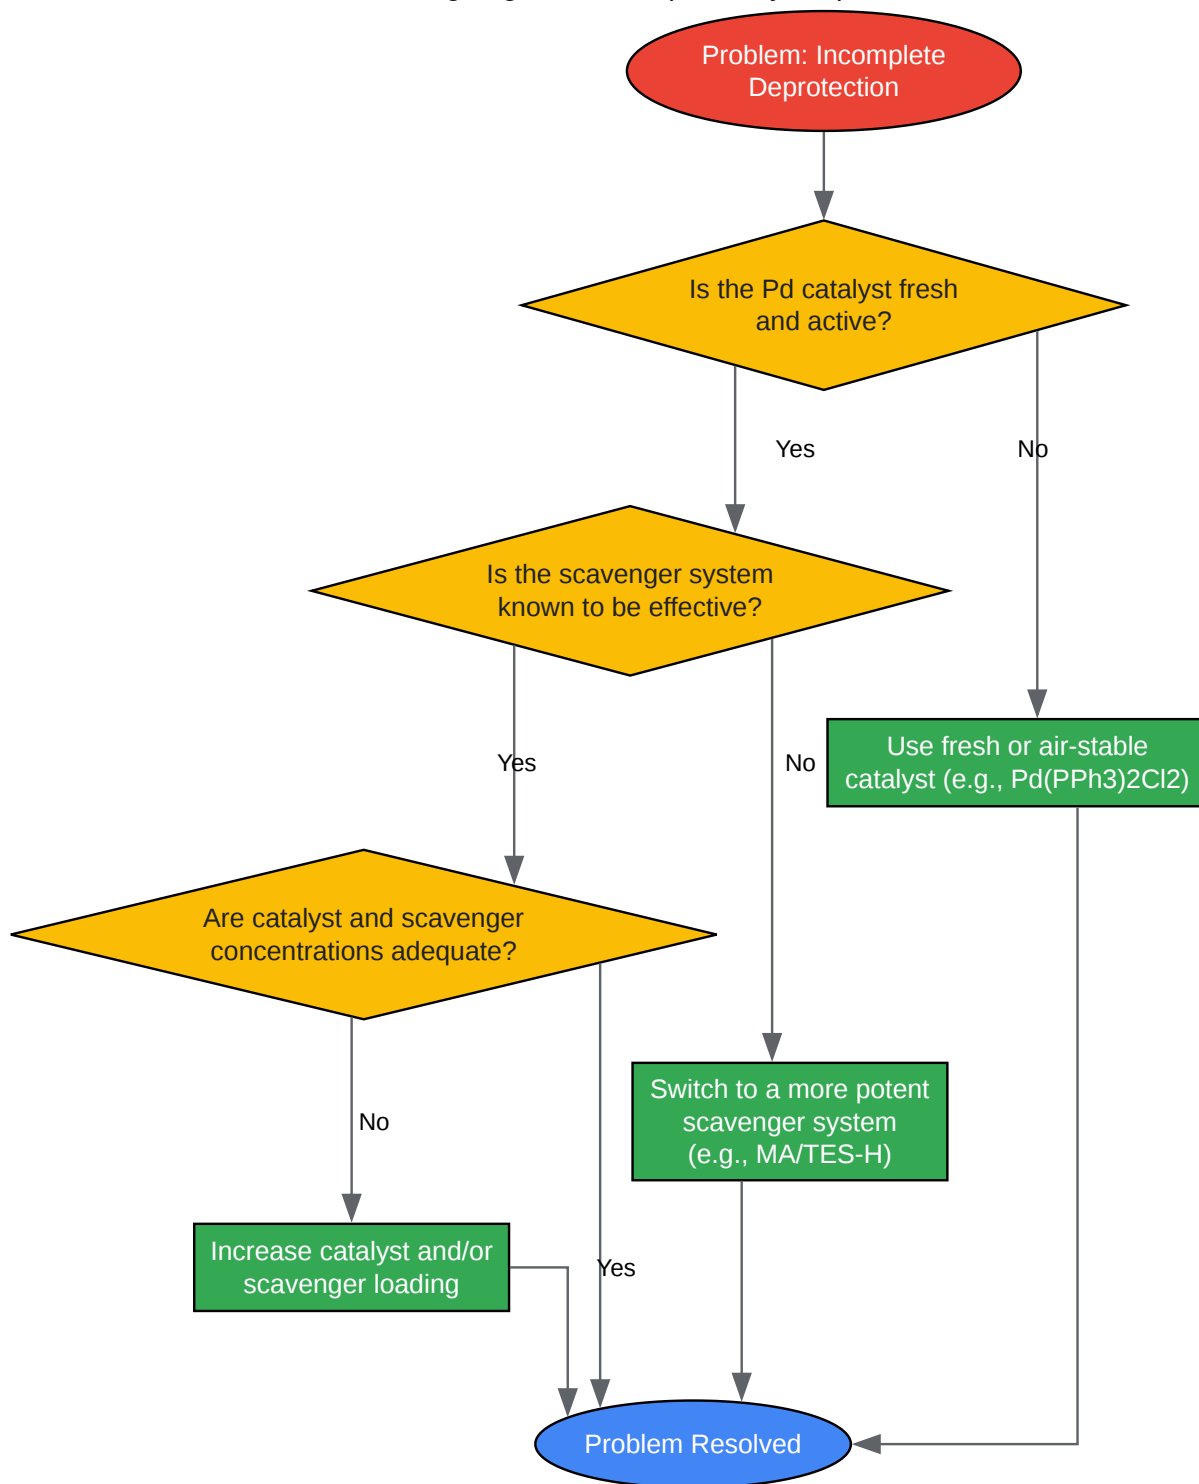 Problem: Incomplete
Deprotection
Is the Pd catalyst fresh
and active?
Yes
No
Is the scavenger system
known to be effective?
Use fresh or air-stable
catalyst (e.g., Pd(PPh3)2Cl2)
Yes
No
Are catalyst and scavenger
concentrations adequate?
Switch to a more potent
scavenger system
(e.g., MA/TES-H)
No
Increase catalyst and/or
scavenger loading
Yes
Problem Resolved